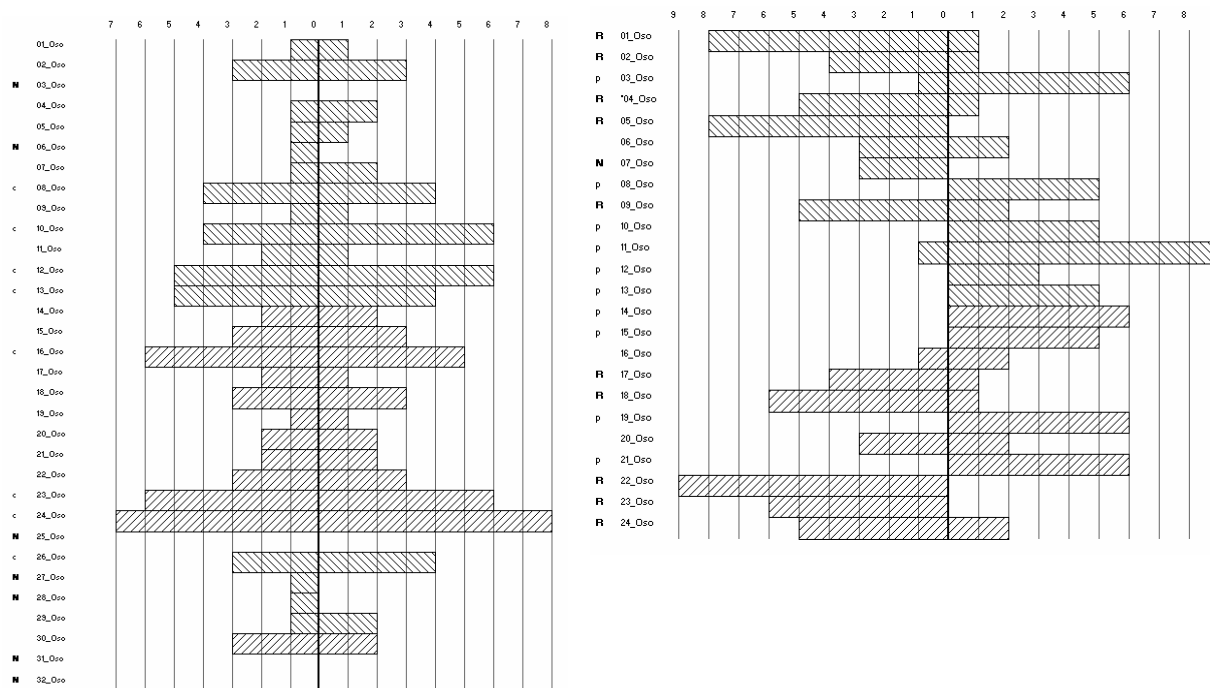 7 6 5 4 3 2 1 0 1 2 3 4 5 6 7 8
01_Oso
02_Oso
N 03_Oso
04_Oso
05_Oso
N 06_Oso
07_Oso
c 08_Oso
09_Oso
c 10_Oso
11_Oso
c 12_Oso
c 13_Oso
14_Oso
15_Oso
c 16_Oso
17_Oso
18_Oso
19_Oso
20_Oso
21_Oso
22_Oso
c 23_Oso
c 24_Oso
N 25_Oso
c 26_Oso
N 27_Oso
N 28_Oso
29_Oso
30_Oso
N 31_Oso
N 32_Oso
9 8 7 6 5 4 3 2 1 0 1 2 3 4 5 6 7 8
R 01_Oso
R 02_Oso
p 03_Oso
R *04_Oso
R 05_Oso
06_Oso
N 07_Oso
p 08_Oso
R 09_Oso
p 10_Oso
p 11_Oso
p 12_Oso
p 13_Oso
p 14_Oso
p 15_Oso
16_Oso
R 17_Oso
R 18_Oso
p 19_Oso
20_Oso
p 21_Oso
R 22_Oso
R 23_Oso
R 24_Oso